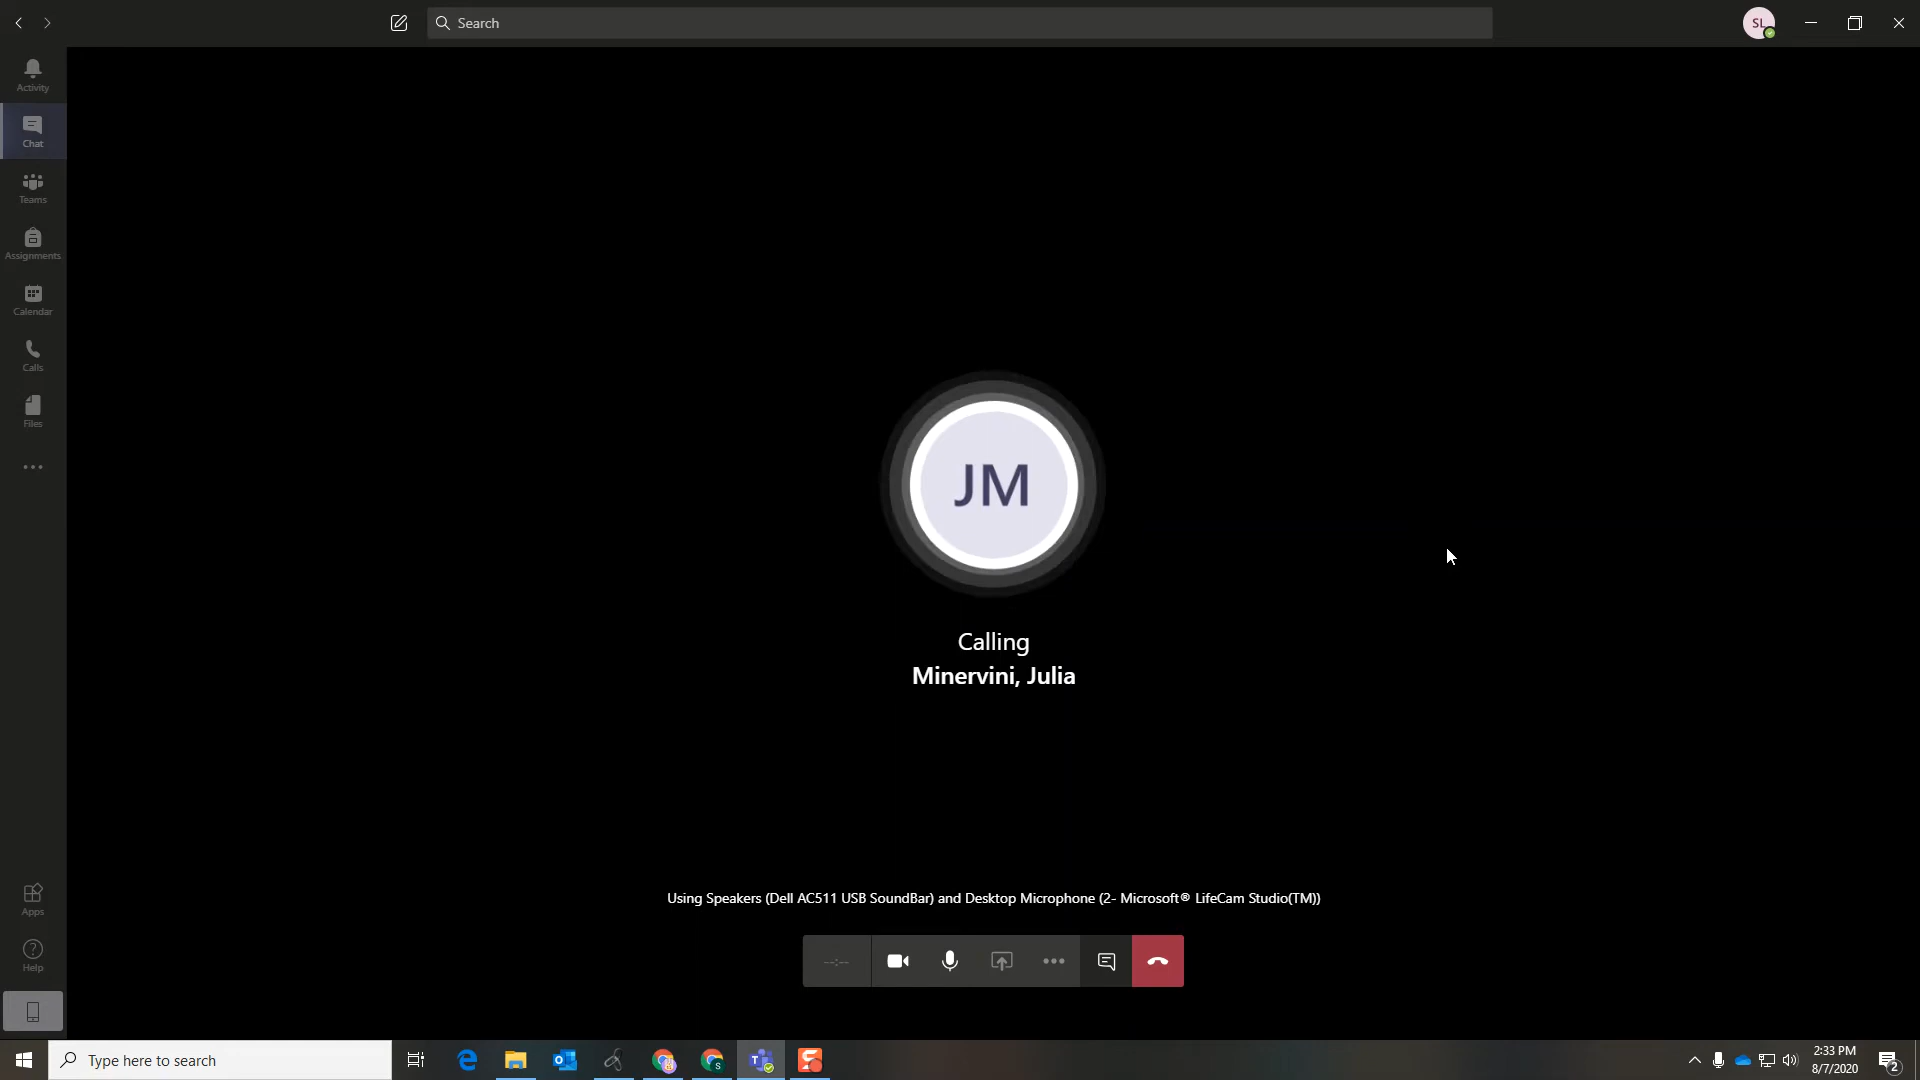 Search
SL
Activity
Chat
Teams
Assignments
Calendar
Calls
Files
JM
Calling
Minervini, Julia
Using Speakers (Dell AC511 USB SoundBar) and Desktop Microphone (2- Microsoft® LifeCam Studio(TM))
--:--
Apps
Help
Type here to search
2:33 PM
8/7/2020
2